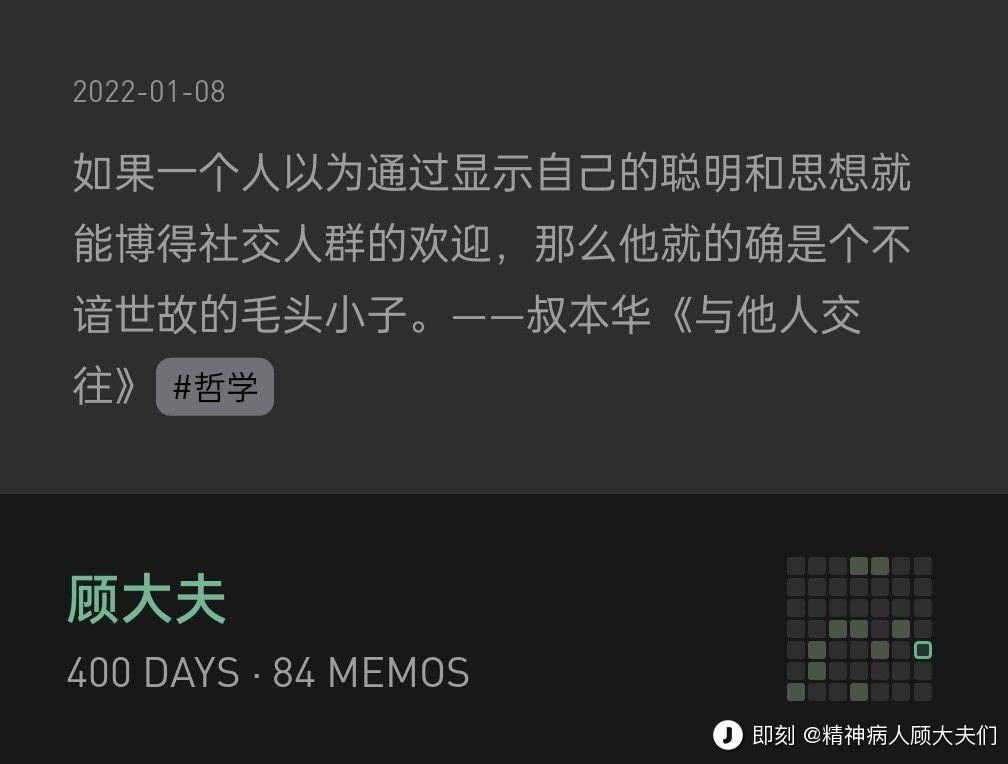 2022-01-08
如果一个人以为通过显示自己的聪明和思想就
能博得社交人群的欢迎，那么他就的确是个不
谙世故的毛头小子。——叔本华《与他人交
往》 #哲学
顾大夫
400 DAYS · 84 MEMOS
即刻 @精神病人顾大夫们